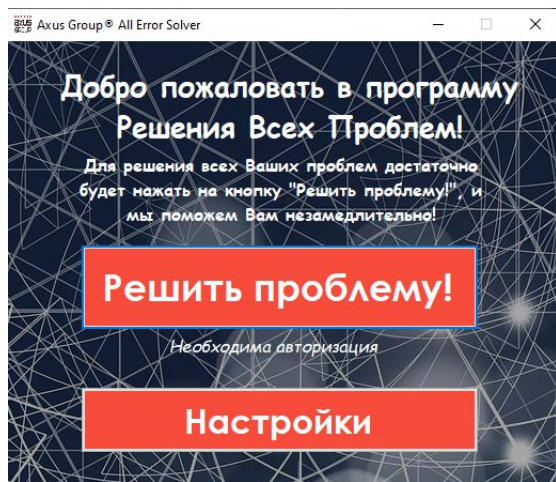 Axus Group® All Error Solver
Добро пожаловать в программу
Решения Всех Проблем!
Для решения всех Ваших проблем достаточно
будет нажать на кнопку "Решить проблему!", и
мы поможем Вам незамедлительно!
Решить проблему!
Необходима авторизация
Настройки